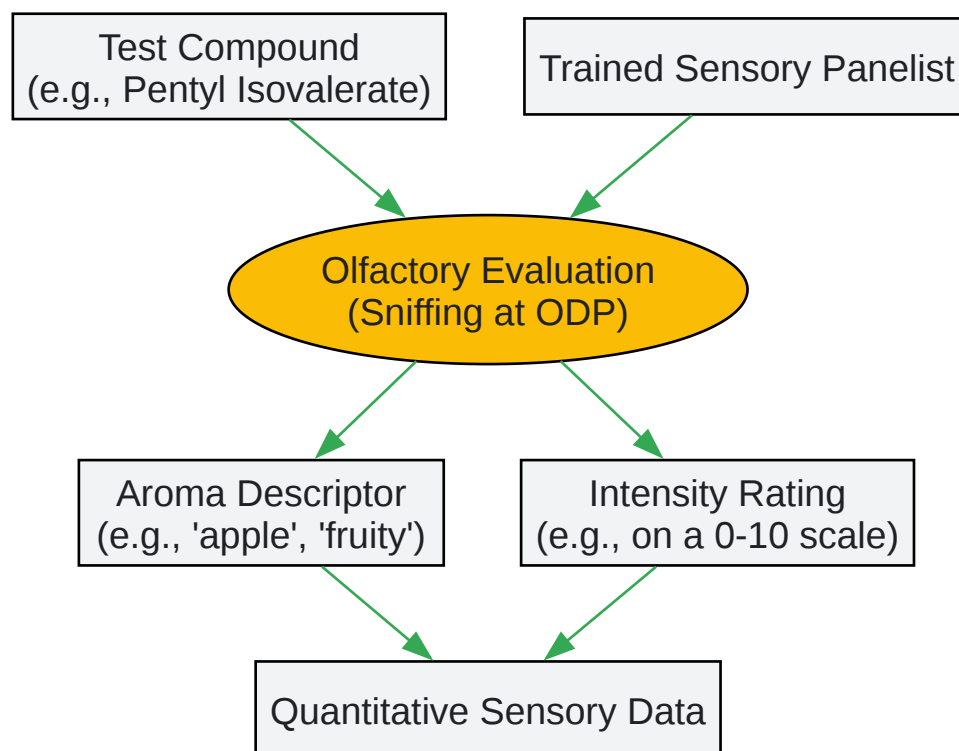 Test Compound
(e.g., Pentyl Isovalerate)
Trained Sensory Panelist
Olfactory Evaluation
(Sniffing at ODP)
Aroma Descriptor
(e.g., 'apple', 'fruity')
Intensity Rating
(e.g., on a 0-10 scale)
Quantitative Sensory Data